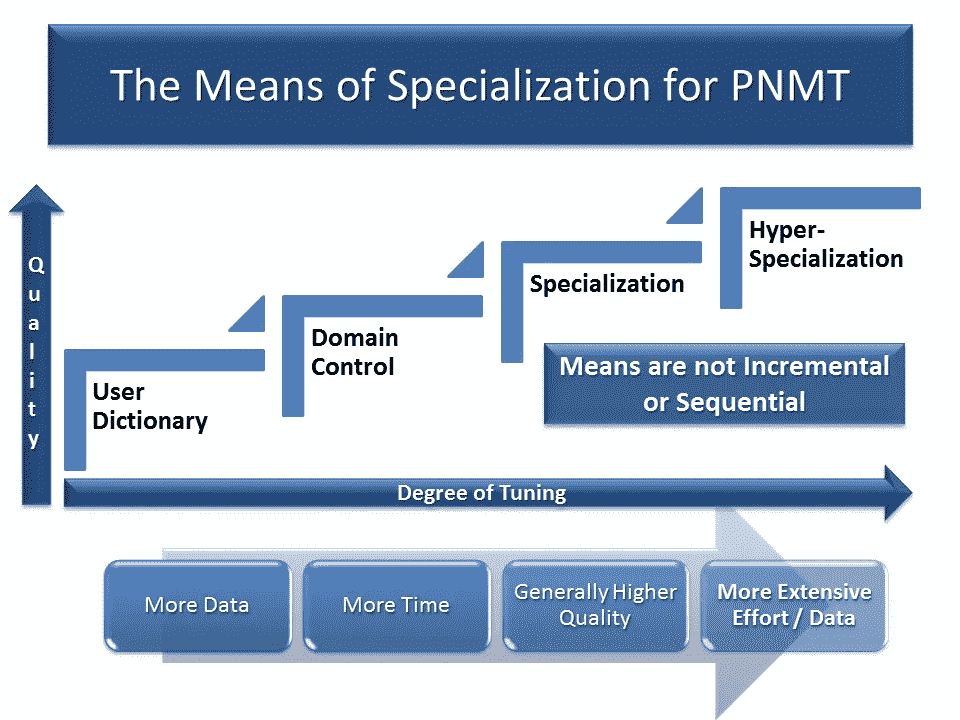 The Means of Specialization for PNMT
Quality
User
Dictionary
Domain
Control
Specialization
Hyper-
Specialization
Means are not Incremental
or Sequential
Degree of Tuning
More Data
More Time
Generally Higher
Quality
More Extensive
Effort / Data